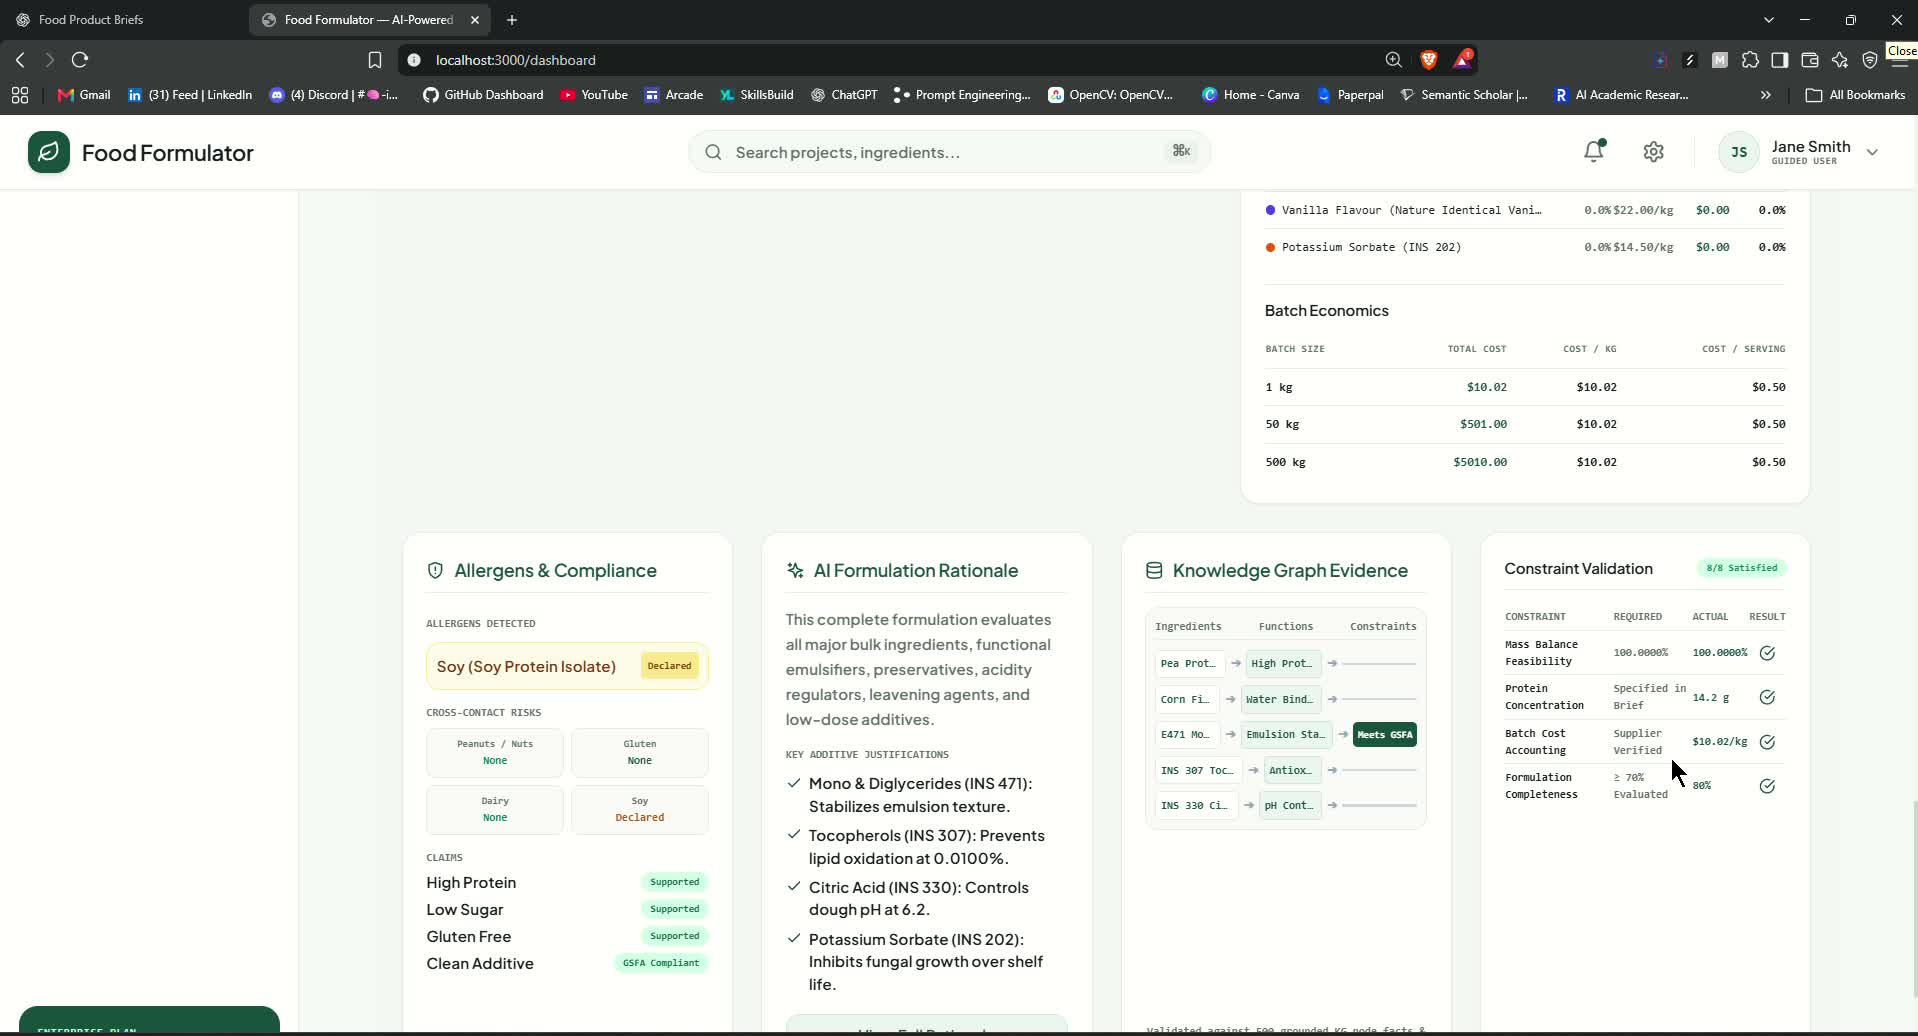 Food Product Briefs
Food Formulator — AI-Powered
localhost:3000/dashboard
Close
Gmail
(31) Feed | LinkedIn
(4) Discord | #🧠-i...
GitHub Dashboard
YouTube
Arcade
SkillsBuild
ChatGPT
Prompt Engineering...
OpenCV: OpenCV...
Home - Canva
Paperpal
Semantic Scholar |...
AI Academic Resear...
All Bookmarks
Food Formulator
Search projects, ingredients...
⌘K
JS
Jane Smith
GUIDED USER
Vanilla Flavour (Nature Identical Vani… 0.0% $22.00/kg $0.00 0.0%
Potassium Sorbate (INS 202) 0.0% $14.50/kg $0.00 0.0%
Batch Economics
BATCH SIZE TOTAL COST COST / KG COST / SERVING
1 kg $10.02 $10.02 $0.50
50 kg $501.00 $10.02 $0.50
500 kg $5010.00 $10.02 $0.50
Allergens & Compliance
ALLERGENS DETECTED
Soy (Soy Protein Isolate) Declared
CROSS-CONTACT RISKS
Peanuts / Nuts
None
Gluten
None
Dairy
None
Soy
Declared
CLAIMS
High Protein Supported
Low Sugar Supported
Gluten Free Supported
Clean Additive GSFA Compliant
AI Formulation Rationale
This complete formulation evaluates
all major bulk ingredients, functional
emulsifiers, preservatives, acidity
regulators, leavening agents, and
low-dose additives.
KEY ADDITIVE JUSTIFICATIONS
Mono & Diglycerides (INS 471):
Stabilizes emulsion texture.
Tocopherols (INS 307): Prevents
lipid oxidation at 0.0100%.
Citric Acid (INS 330): Controls
dough pH at 6.2.
Potassium Sorbate (INS 202):
Inhibits fungal growth over shelf
life.
Knowledge Graph Evidence
Ingredients Functions Constraints
Pea Prot… → High Prot… →
Corn Fi… → Water Bind… →
E471 Mo… → Emulsion Sta… → Meets GSFA
INS 307 Toc… → Antiox… →
INS 330 Ci… → pH Cont… →
Validated against 500 grounded KG node facts &
Constraint Validation 8/8 Satisfied
CONSTRAINT REQUIRED ACTUAL RESULT
Mass Balance
Feasibility
100.0000% 100.0000%
Protein
Concentration
Specified in
Brief
14.2 g
Batch Cost
Accounting
Supplier
Verified
$10.02/kg
Formulation
Completeness
≥ 70%
Evaluated
80%
ENTERPRISE PLAN